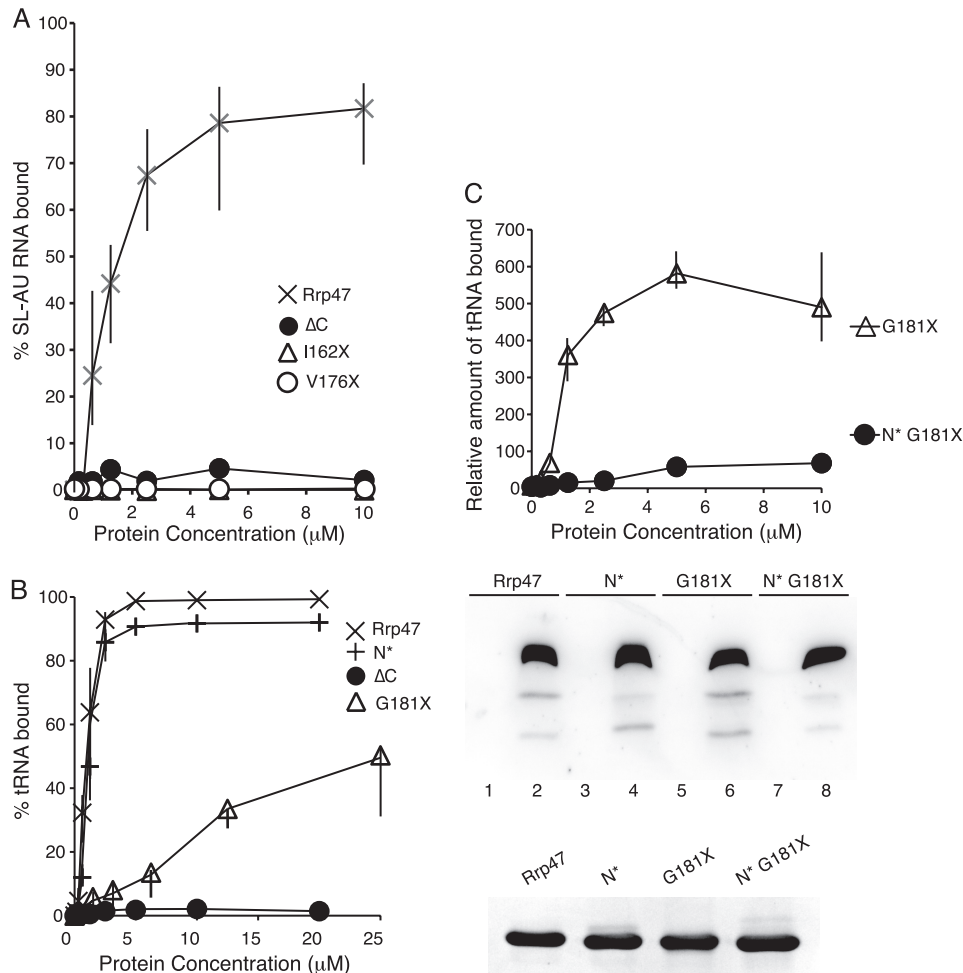 A
100
90
80
70
60
50
40
30
20
10
0
% SL-AU RNA bound
Rrp47
ΔC
I162X
V176X
0 2 4 6 8 10
Protein Concentration (μM)
B
100
80
60
40
20
0
% tRNA bound
Rrp47
N*
ΔC
G181X
0 5 10 15 20 25
Protein Concentration (μM)
C
700
600
500
400
300
200
100
0
Relative amount of tRNA bound
G181X
N* G181X
0 2 4 6 8 10
Protein Concentration (μM)
Rrp47 N* G181X N* G181X
1 2 3 4 5 6 7 8
Rrp47 N* G181X N* G181X